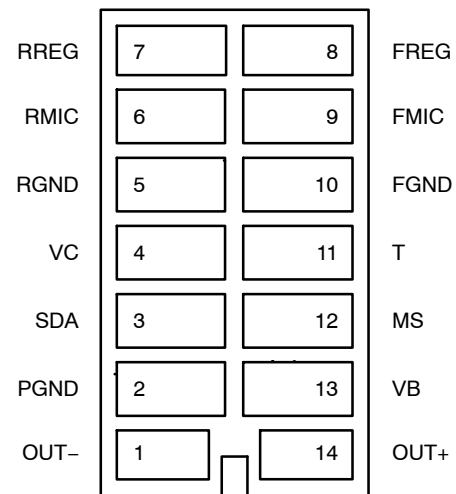 RREG 7 8 FREG
RMIC 6 9 FMIC
RGND 5 10 FGND
VC 4 11 T
SDA 3 12 MS
PGND 2 13 VB
OUT− 1 14 OUT+